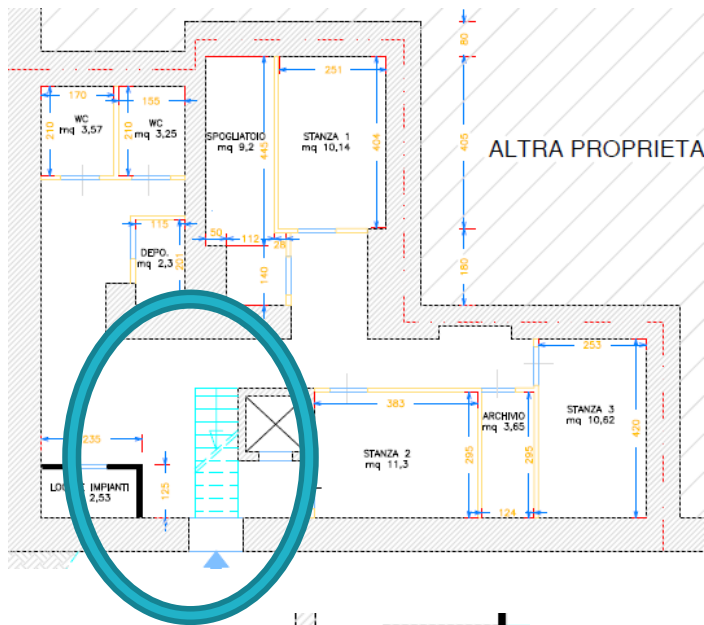 80
170
155
251
WC
mq 3,57
WC
mq 3,25
210
210
SPOGLIATOIO
mq 9,2
445
STANZA 1
mq 10,14
404
405
ALTRA PROPRIETA
115
DEPO.
mq 2,3
201
50
112
28
140
180
253
383
ARCHIVIO
mq 3,65
STANZA 3
mq 10,62
420
235
STANZA 2
mq 11,3
295
295
125
IMPIANTI
2,53
124